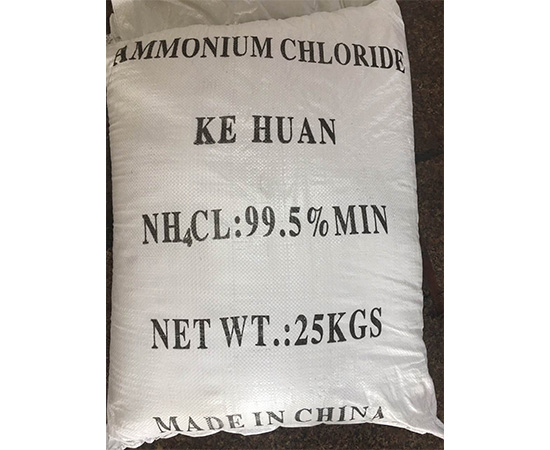 AMMONIUM CHLORIDE
KE HUAN
NH4CL:99.5%MIN
NET WT.:25KGS
MADE IN CHINA